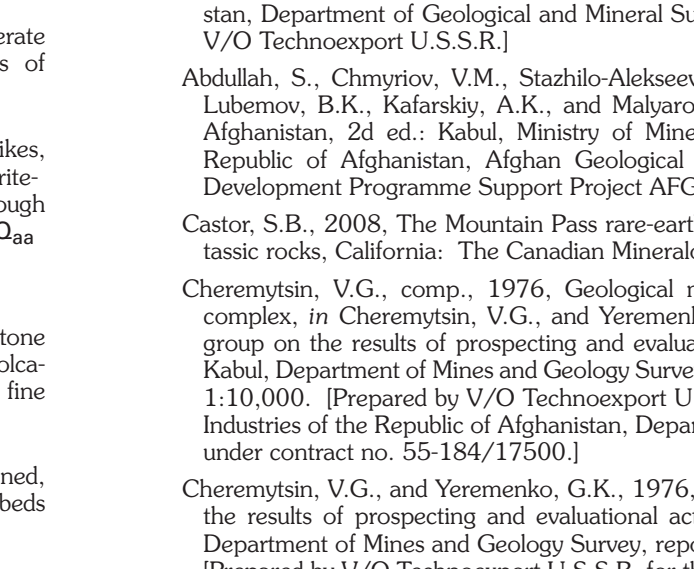 erate
s of
ikes,
rite-
ough
Qaa
tone
olca-
fine
ned,
beds
stan, Department of Geological and Mineral Su
V/O Technoexport U.S.S.R.]
Abdullah, S., Chmyriov, V.M., Stazhilo-Alekseev
Lubemov, B.K., Kafarskiy, A.K., and Malyaro
Afghanistan, 2d ed.: Kabul, Ministry of Mine
Republic of Afghanistan, Afghan Geological
Development Programme Support Project AFG
Castor, S.B., 2008, The Mountain Pass rare-eart
tassic rocks, California: The Canadian Mineralo
Cheremytsin, V.G., comp., 1976, Geological m
complex, in Cheremytsin, V.G., and Yeremenk
group on the results of prospecting and evalua
Kabul, Department of Mines and Geology Surve
1:10,000. [Prepared by V/O Technoexport U
Industries of the Republic of Afghanistan, Depar
under contract no. 55-184/17500.]
Cheremytsin, V.G., and Yeremenko, G.K., 1976,
the results of prospecting and evaluational act
Department of Mines and Geology Survey, repo
[Prepared by V/O Technoexport U.S.S.R. for th